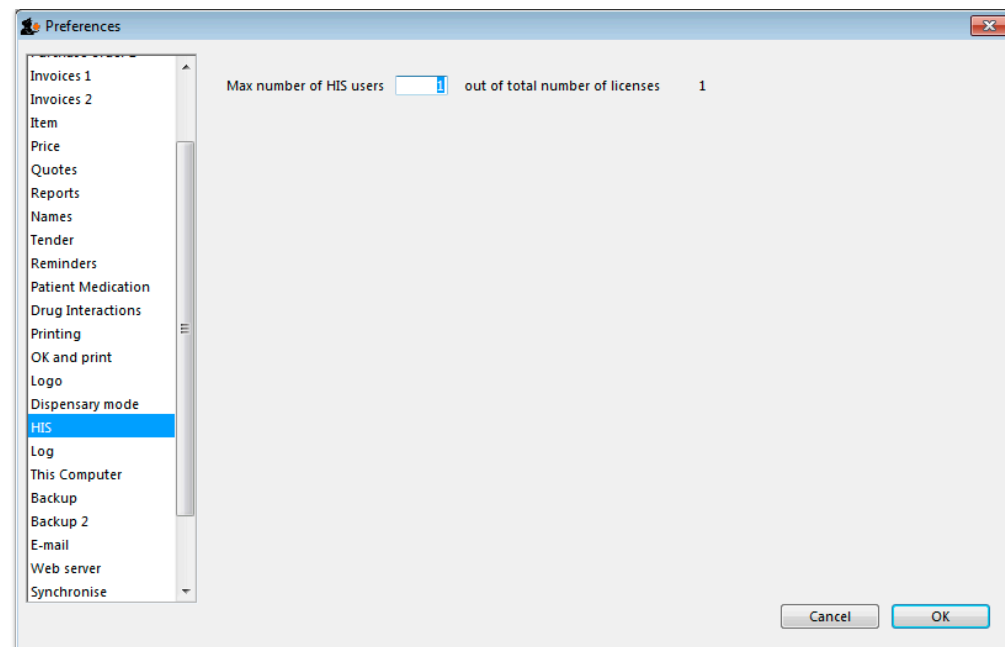 Preferences
Invoices 1
Invoices 2
Item
Price
Quotes
Reports
Names
Tender
Reminders
Patient Medication
Drug Interactions
Printing
OK and print
Logo
Dispensary mode
HIS
Log
This Computer
Backup
Backup 2
E-mail
Web server
Synchronise
Max number of HIS users 1 out of total number of licenses 1
Cancel OK